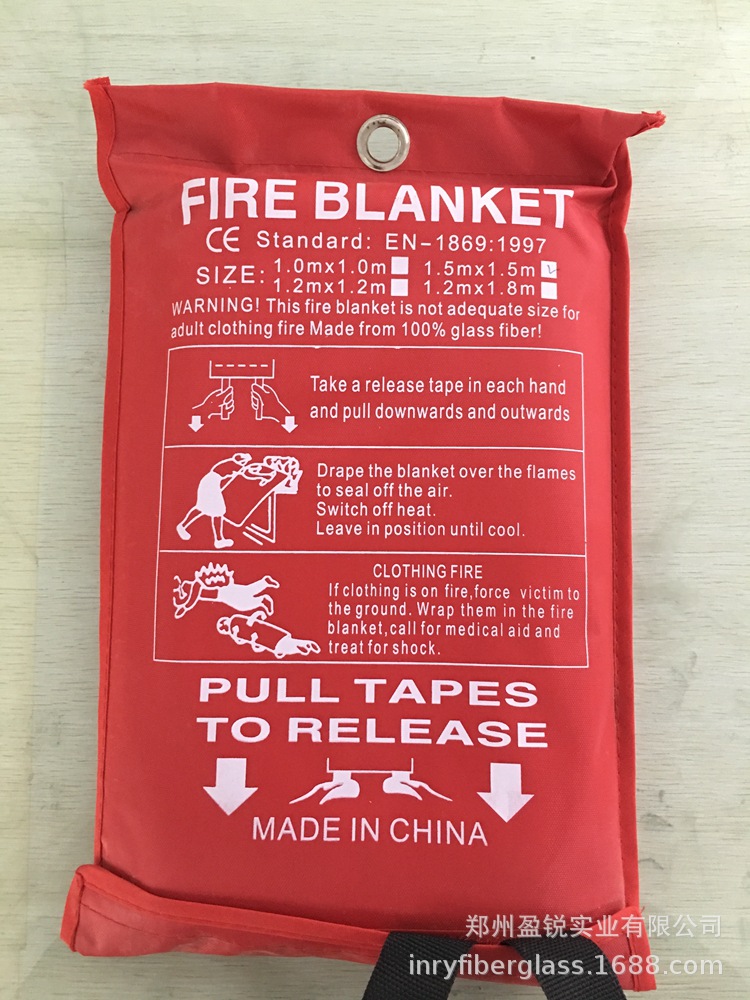 FIRE BLANKET
CE Standard: EN-1869:1997
SIZE: 1.0mx1.0m 1.5mx1.5m
1.2mx1.2m 1.2mx1.8m
WARNING! This fire blanket is not adequate size for
adult clothing fire Made from 100% glass fiber!
Take a release tape in each hand
and pull downwards and outwards
Drape the blanket over the flames
to seal off the air.
Switch off heat.
Leave in position until cool.
CLOTHING FIRE
If clothing is on fire,force victim to
the ground. Wrap them in the fire
blanket,call for medical aid and
treat for shock.
PULL TAPES
TO RELEASE
MADE IN CHINA
郑州盈锐实业有限公司
inryfiberglass.1688.com